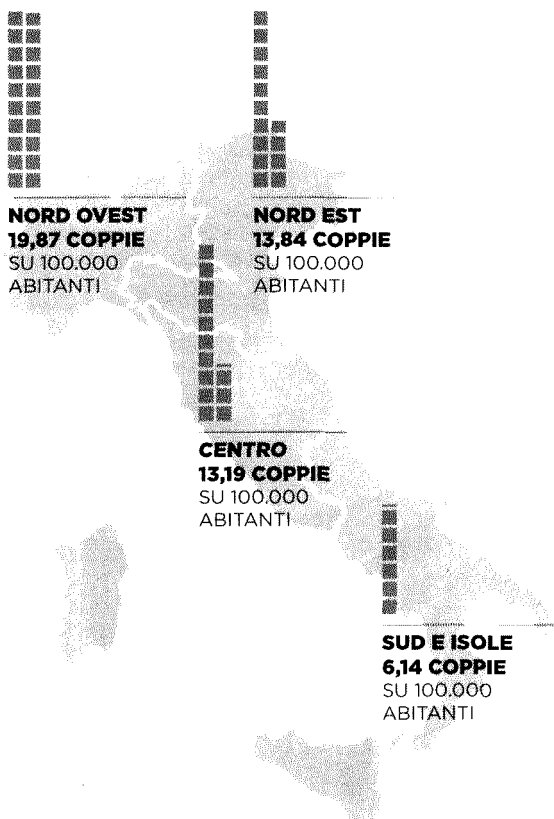 NORD OVEST
19,87 COPPIE
SU 100.000
ABITANTI
NORD EST
13,84 COPPIE
SU 100.000
ABITANTI
CENTRO
13,19 COPPIE
SU 100.000
ABITANTI
SUD E ISOLE
6,14 COPPIE
SU 100.000
ABITANTI